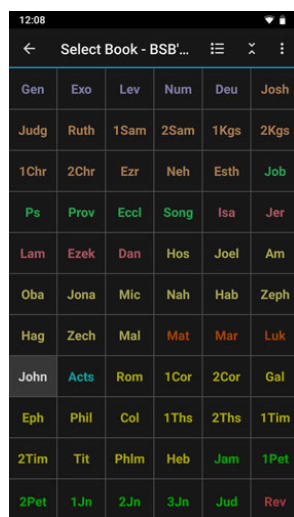 12:08
Select Book - BSB'...
Gen Exo Lev Num Deu Josh
Judg Ruth 1Sam 2Sam 1Kgs 2Kgs
1Chr 2Chr Ezr Neh Esth Job
Ps Prov Eccl Song Isa Jer
Lam Ezek Dan Hos Joel Am
Oba Jona Mic Nah Hab Zeph
Hag Zech Mal Mat Mar Luk
John Acts Rom 1Cor 2Cor Gal
Eph Phil Col 1Ths 2Ths 1Tim
2Tim Tit Phlm Heb Jam 1Pet
2Pet 1Jn 2Jn 3Jn Jud Rev